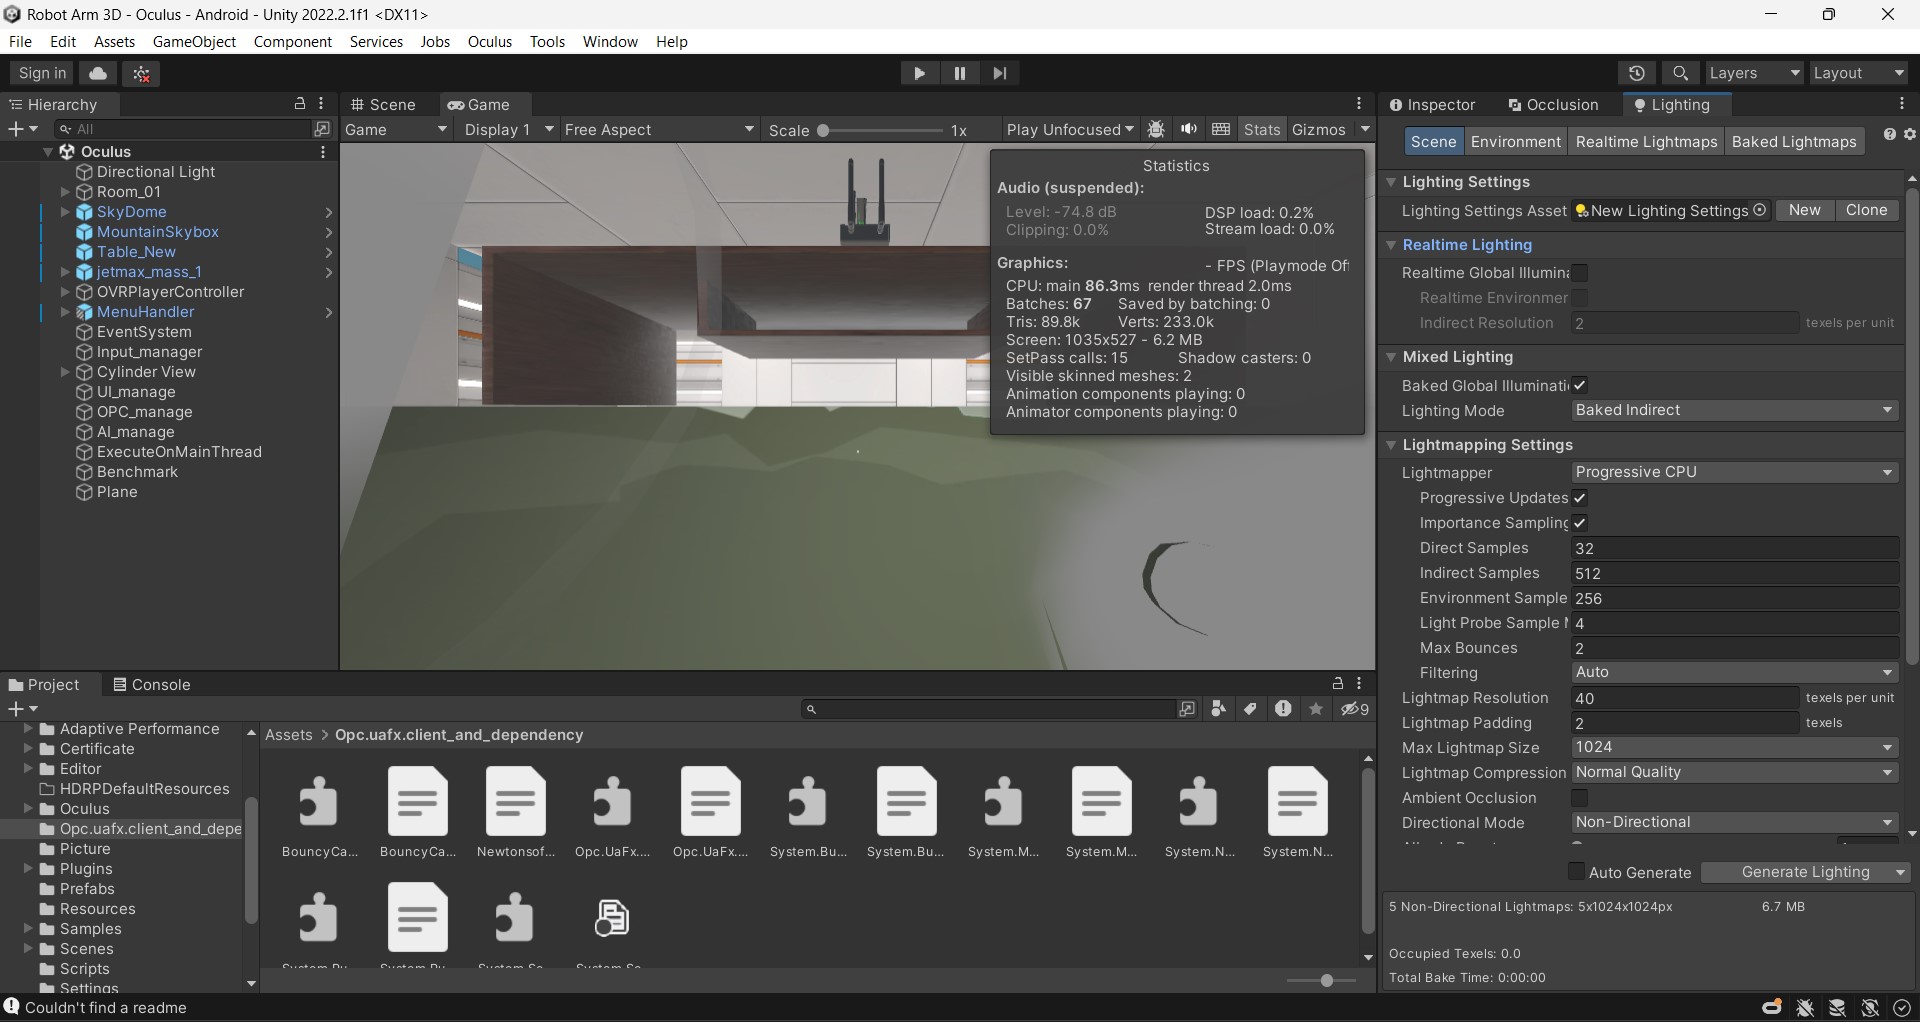 Robot Arm 3D - Oculus - Android - Unity 2022.2.1f1 <DX11>
File Edit Assets GameObject Component Services Jobs Oculus Tools Window Help
Sign in
Layers
Layout
Hierarchy
All
Oculus
Directional Light
Room_01
SkyDome
MountainSkybox
Table_New
jetmax_mass_1
OVRPlayerController
MenuHandler
EventSystem
Input_manager
Cylinder View
UI_manage
OPC_manage
AI_manage
ExecuteOnMainThread
Benchmark
Plane
Scene
Game
Game
Display 1
Free Aspect
Scale
1x
Play Unfocused
Stats
Gizmos
Statistics
Audio (suspended):
Level: -74.8 dB DSP load: 0.2%
Clipping: 0.0% Stream load: 0.0%
Graphics: - FPS (Playmode Off
CPU: main 86.3ms render thread 2.0ms
Batches: 67 Saved by batching: 0
Tris: 89.8k Verts: 233.0k
Screen: 1035x527 - 6.2 MB
SetPass calls: 15 Shadow casters: 0
Visible skinned meshes: 2
Animation components playing: 0
Animator components playing: 0
Inspector
Occlusion
Lighting
Scene
Environment
Realtime Lightmaps
Baked Lightmaps
Lighting Settings
Lighting Settings Asset New Lighting Settings New Clone
Realtime Lighting
Realtime Global Illumina
Realtime Environmer
Indirect Resolution 2 texels per unit
Mixed Lighting
Baked Global Illuminati
Lighting Mode Baked Indirect
Lightmapping Settings
Lightmapper Progressive CPU
Progressive Updates
Importance Sampling
Direct Samples 32
Indirect Samples 512
Environment Sample 256
Light Probe Sample M 4
Max Bounces 2
Filtering Auto
Lightmap Resolution 40 texels per unit
Lightmap Padding 2 texels
Max Lightmap Size 1024
Lightmap Compression Normal Quality
Ambient Occlusion
Directional Mode Non-Directional
Auto Generate
Generate Lighting
5 Non-Directional Lightmaps: 5x1024x1024px 6.7 MB
Occupied Texels: 0.0
Total Bake Time: 0:00:00
Project
Console
9
Adaptive Performance
Certificate
Editor
HDRPDefaultResources
Oculus
Opc.uafx.client_and_depe
Picture
Plugins
Prefabs
Resources
Samples
Scenes
Scripts
Settings
Assets > Opc.uafx.client_and_dependency
BouncyCa... BouncyCa... Newtonsof... Opc.UaFx.... Opc.UaFx.... System.Bu... System.Bu... System.M... System.M... System.N... System.N...
Couldn't find a readme